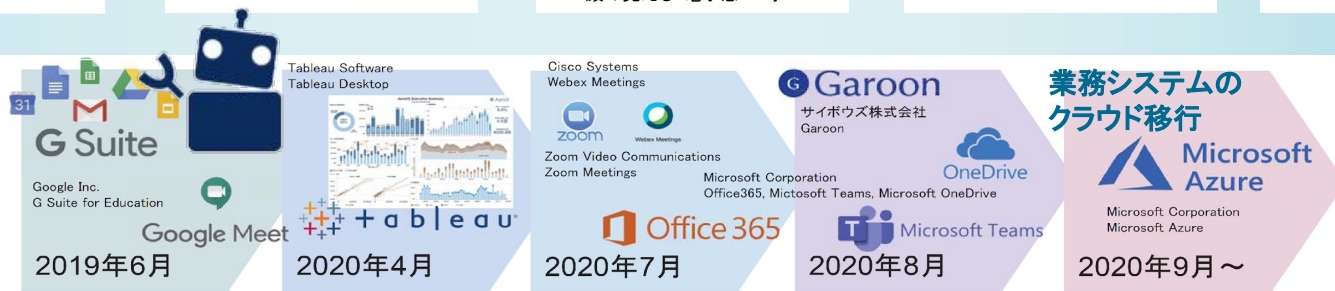 31
G Suite
Google Inc.
G Suite for Education
Google Meet
2019年6月
Tableau Software
Tableau Desktop
+ableau
2020年4月
Cisco Systems
Webex Meetings
zoom
Webex Meetings
Zoom Video Communications
Zoom Meetings
Microsoft Corporation
Office365, Mictosoft Teams, Microsoft OneDrive
Office 365
2020年7月
G Garoon
サイボウズ株式会社
Garoon
OneDrive
Microsoft Teams
2020年8月
業務システムの
クラウド移行
Microsoft
Azure
Microsoft Corporation
Microsoft Azure
2020年9月～